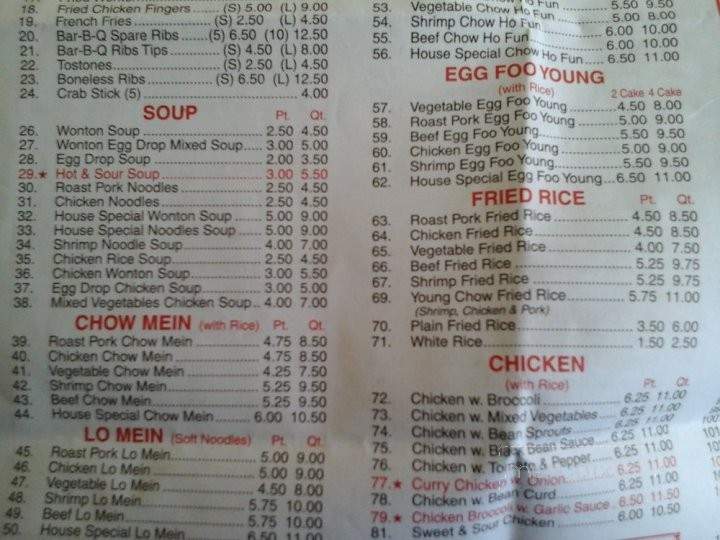 18. Fried Chicken Fingers (S) 5.00 (L) 9.00
19. French Fries (S) 2.50 (L) 4.50
20. Bar-B-Q Spare Ribs (5) 6.50 (10) 12.50
21. Bar-B-Q Ribs Tips (S) 4.50 (L) 8.00
22. Tostones (S) 2.50 (L) 4.50
23. Boneless Ribs (S) 6.50 (L) 12.50
24. Crab Stick (5) 4.00
SOUP Pt. Qt.
26. Wonton Soup 2.50 4.50
27. Wonton Egg Drop Mixed Soup 3.00 5.00
28. Egg Drop Soup 2.00 3.50
29.★ Hot & Sour Soup 3.00 5.50
30. Roast Pork Noodles 2.50 4.50
31. Chicken Noodles 2.50 4.50
32. House Special Wonton Soup 5.00 9.00
33. House Special Noodles Soup 5.00 9.00
34. Shrimp Noodle Soup 4.00 7.00
35. Chicken Rice Soup 2.50 4.50
36. Chicken Wonton Soup 3.00 5.50
37. Egg Drop Chicken Soup 3.00 5.00
38. Mixed Vegetables Chicken Soup 4.00 7.00
CHOW MEIN (with Rice) Pt. Qt.
39. Roast Pork Chow Mein 4.75 8.50
40. Chicken Chow Mein 4.75 8.50
41. Vegetable Chow Mein 4.25 7.50
42. Shrimp Chow Mein 5.25 9.50
43. Beef Chow Mein 5.25 9.50
44. House Special Chow Mein 6.00 10.50
LO MEIN (Soft Noodles) Pt. Qt.
45. Roast Pork Lo Mein 5.00 9.00
46. Chicken Lo Mein 5.00 9.00
47. Vegetable Lo Mein 4.50 8.00
48. Shrimp Lo Mein 5.75 10.00
49. Beef Lo Mein 5.75 10.00
50. House Special Lo Mein
53. Vegetable Chow Ho Fun 5.50 9.50
54. Shrimp Chow Ho Fun 5.00 8.00
55. Beef Chow Ho Fun 6.00 10.00
56. House Special Chow Ho Fun 6.50 11.00
EGG FOO YOUNG
(with Rice) 2 Cake 4 Cake
57. Vegetable Egg Foo Young 4.50 8.00
58. Roast Pork Egg Foo Young 5.00 9.00
59. Beef Egg Foo Young 5.50 9.50
60. Chicken Egg Foo Young 5.00 9.00
61. Shrimp Egg Foo Young 5.50 9.50
62. House Special Egg Foo Young 6.50 11.00
FRIED RICE Pt. Qt.
63. Roast Pork Fried Rice 4.50 8.50
64. Chicken Fried Rice 4.50 8.50
65. Vegetable Fried Rice 4.00 7.50
66. Beef Fried Rice 5.25 9.75
67. Shrimp Fried Rice 5.25 9.75
69. Young Chow Fried Rice 5.75 11.00
(Shrimp, Chicken & Pork)
70. Plain Fried Rice 3.50 6.00
71. White Rice 1.50 2.50
CHICKEN
(with Rice) Pt. Qt.
72. Chicken w. Broccoli 6.25 11.00
73. Chicken w. Mixed Vegetables 6.25 11.00
74. Chicken w. Bean Sprouts 6.25 11.00
75. Chicken w. Bean Sauce 6.25 11.00
76. Chicken w. & Pepper 6.25 11.00
77.★ Curry Chicken w. Onion 6.25 11.00
78. Chicken w. Bean Curd 6.25 11.00
79.★ Chicken Broccoli w. Garlic Sauce 6.50 11.50
81. Sweet & Sour Chicken 6.00 10.50